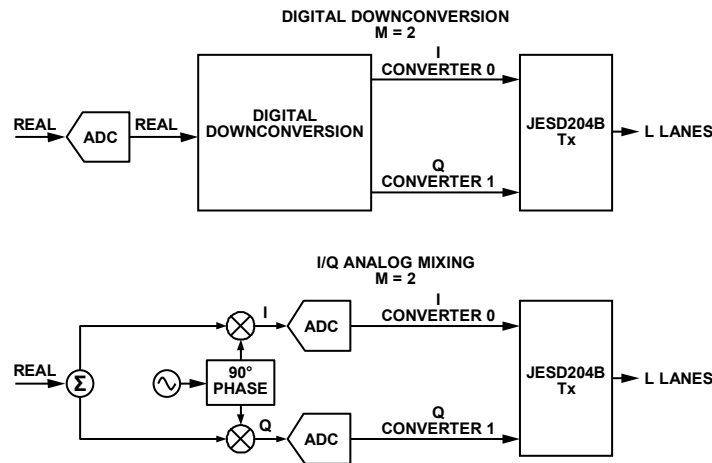 DIGITAL DOWNCONVERSION
M = 2
I
CONVERTER 0
REAL
ADC
REAL
DIGITAL
DOWNCONVERSION
JESD204B
Tx
L LANES
Q
CONVERTER 1
I/Q ANALOG MIXING
M = 2
I
ADC
I
CONVERTER 0
REAL
Σ
90°
PHASE
JESD204B
Tx
L LANES
Q
ADC
Q
CONVERTER 1